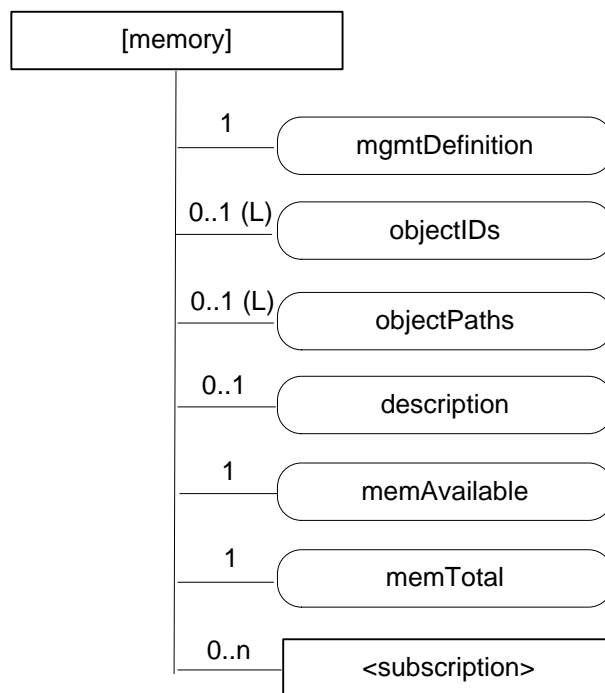 [memory]
1
mgmtDefinition
0..1 (L)
objectIDs
0..1 (L)
objectPaths
0..1
description
1
memAvailable
1
memTotal
0..n
<subscription>